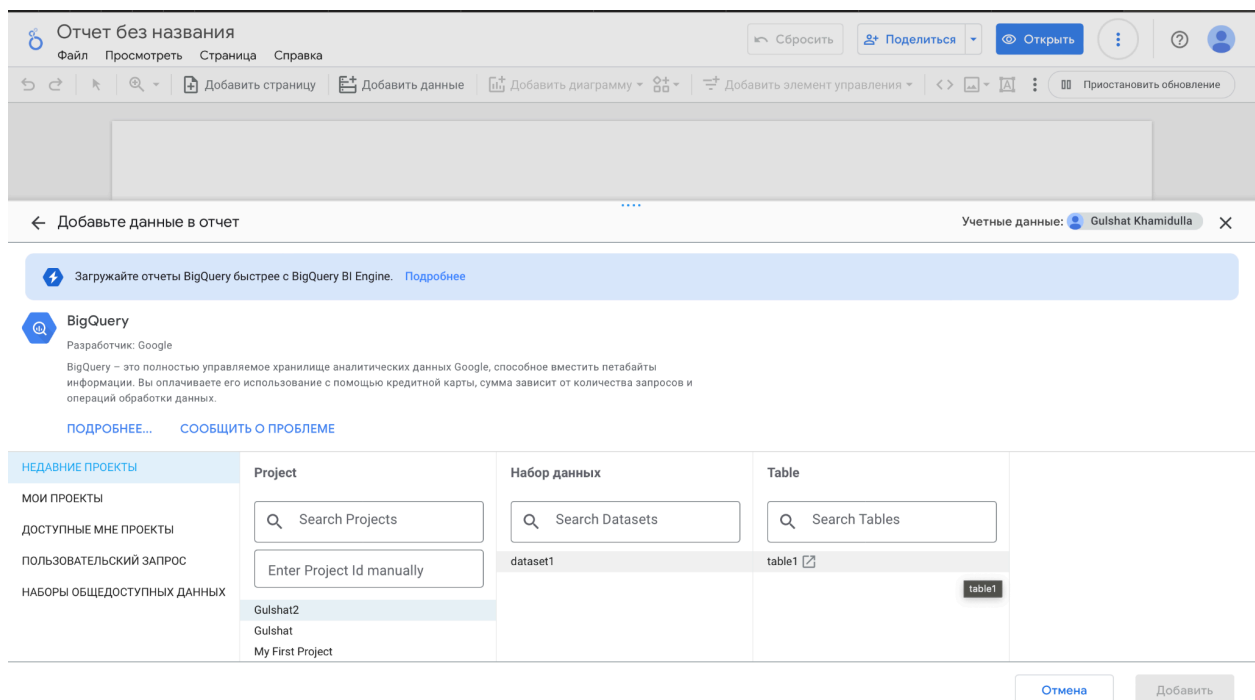 Отчет без названия
Файл Просмотреть Страница Справка
Сбросить Поделиться Открыть
Добавить страницу Добавить данные Добавить диаграмму Добавить элемент управления Приостановить обновление
Добавьте данные в отчет
Учетные данные: Gulshat Khamidulla
Загружайте отчеты BigQuery быстрее с BigQuery BI Engine. Подробнее
BigQuery
Разработчик: Google
BigQuery – это полностью управляемое хранилище аналитических данных Google, способное вместить петабайты
информации. Вы оплачиваете его использование с помощью кредитной карты, сумма зависит от количества запросов и
операций обработки данных.
ПОДРОБНЕЕ... СООБЩИТЬ О ПРОБЛЕМЕ
НЕДАВНИЕ ПРОЕКТЫ
МОИ ПРОЕКТЫ
ДОСТУПНЫЕ МНЕ ПРОЕКТЫ
ПОЛЬЗОВАТЕЛЬСКИЙ ЗАПРОС
НАБОРЫ ОБЩЕДОСТУПНЫХ ДАННЫХ
Project
Search Projects
Enter Project Id manually
Gulshat2
Gulshat
My First Project
Набор данных
Search Datasets
dataset1
Table
Search Tables
table1
table1
Отмена Добавить